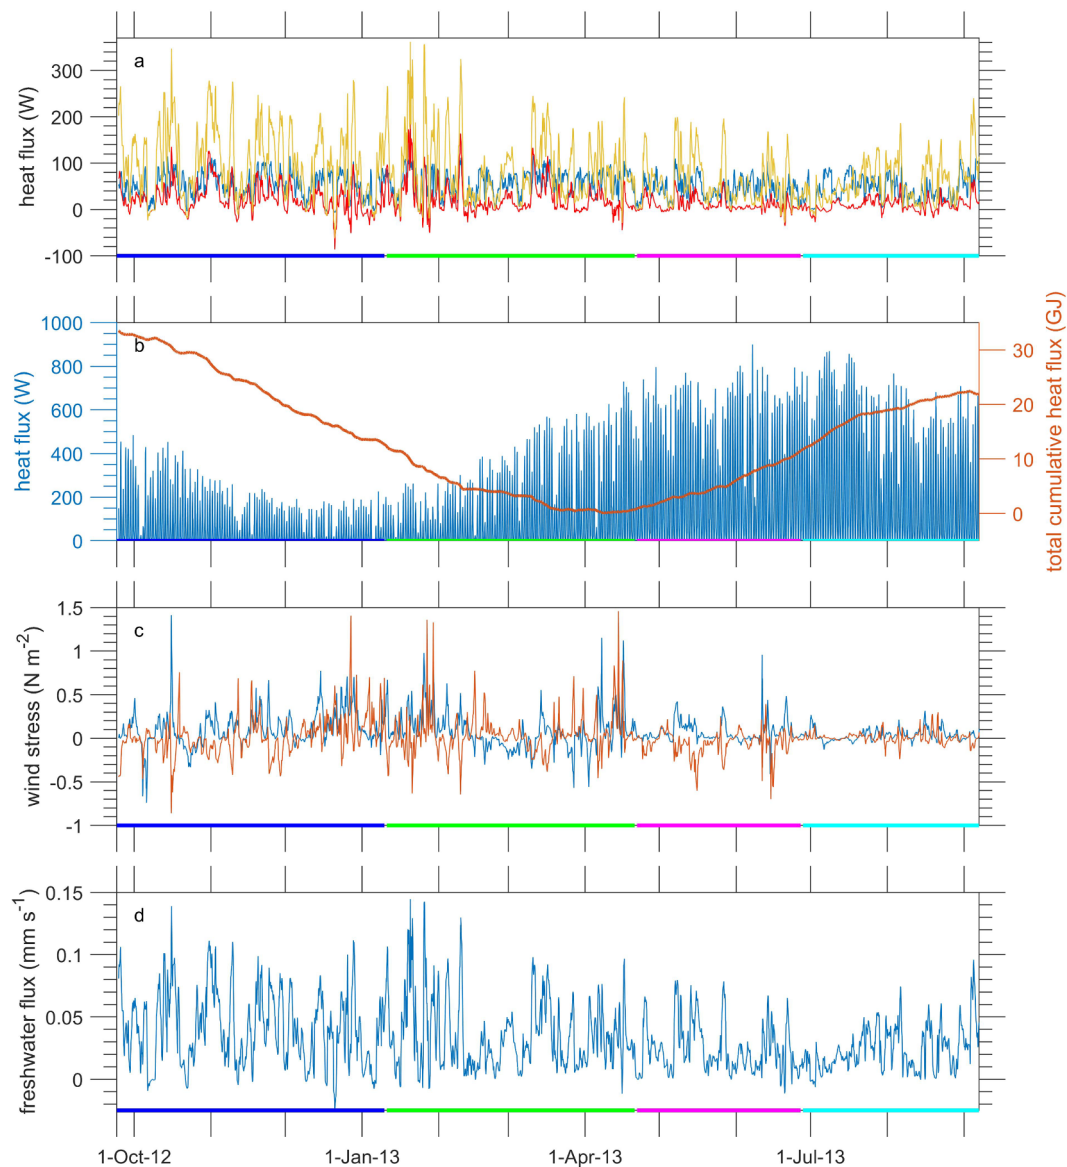 a
heat flux (W)
300
200
100
0
-100
b
heat flux (W)
1000
800
600
400
200
0
30
20
10
0
total cumulative heat flux (GJ)
c
wind stress (N m-2)
1.5
1
0.5
0
-0.5
-1
d
freshwater flux (mm s-1)
0.15
0.1
0.05
0
1-Oct-12 1-Jan-13 1-Apr-13 1-Jul-13